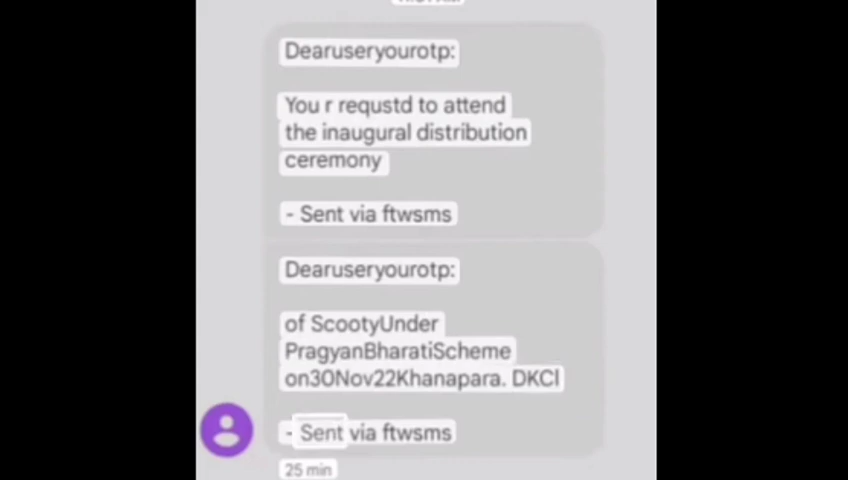 Dearuseryourotp:
You r requstd to attend
the inaugural distribution
ceremony
- Sent via ftwsms
Dearuseryourotp:
of ScootyUnder
PragyanBharatiScheme
on30Nov22Khanapara. DKCl
- Sent via ftwsms
25 min